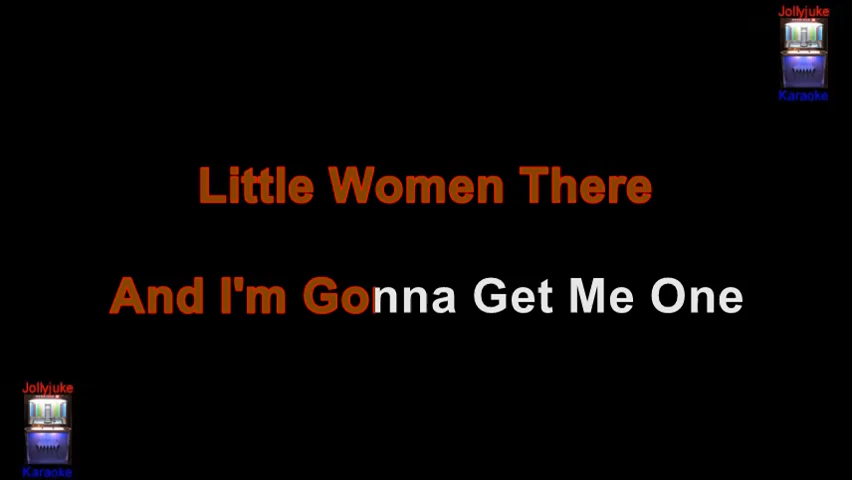 Jollyjuke
Karaoke
Little Women There
And I'm Gonna Get Me One
Jollyjuke
Karaoke